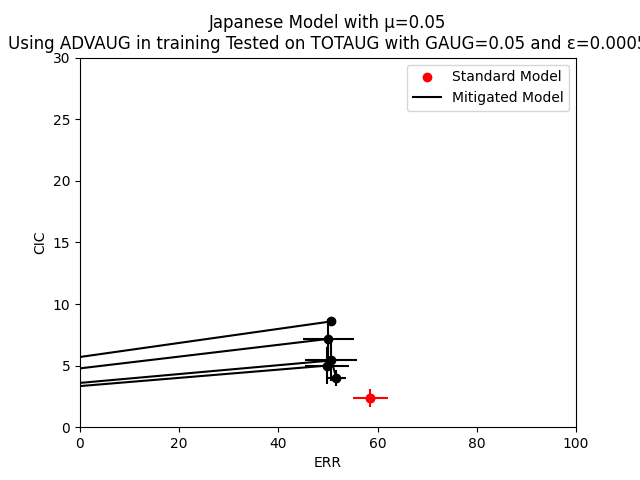 Japanese Model with μ=0.05
Using ADVAUG in training Tested on TOTAUG with GAUG=0.05 and ε=0.0005
Standard Model
Mitigated Model
30
25
20
15
10
5
0
CIC
0 20 40 60 80 100
ERR